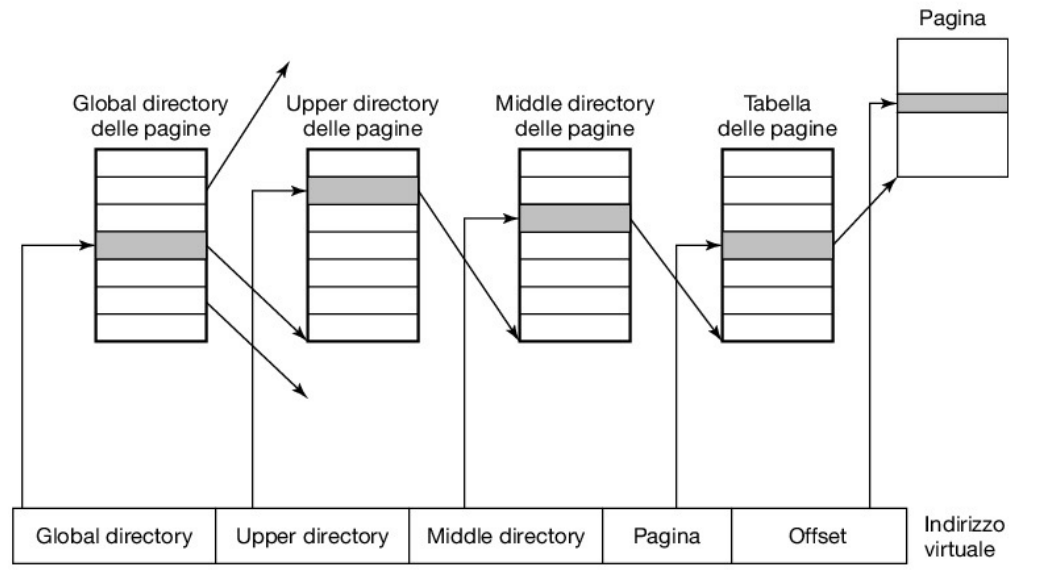 Pagina
Global directory
delle pagine
Upper directory
delle pagine
Middle directory
delle pagine
Tabella
delle pagine
Global directory
Upper directory
Middle directory
Pagina
Offset
Indirizzo
virtuale